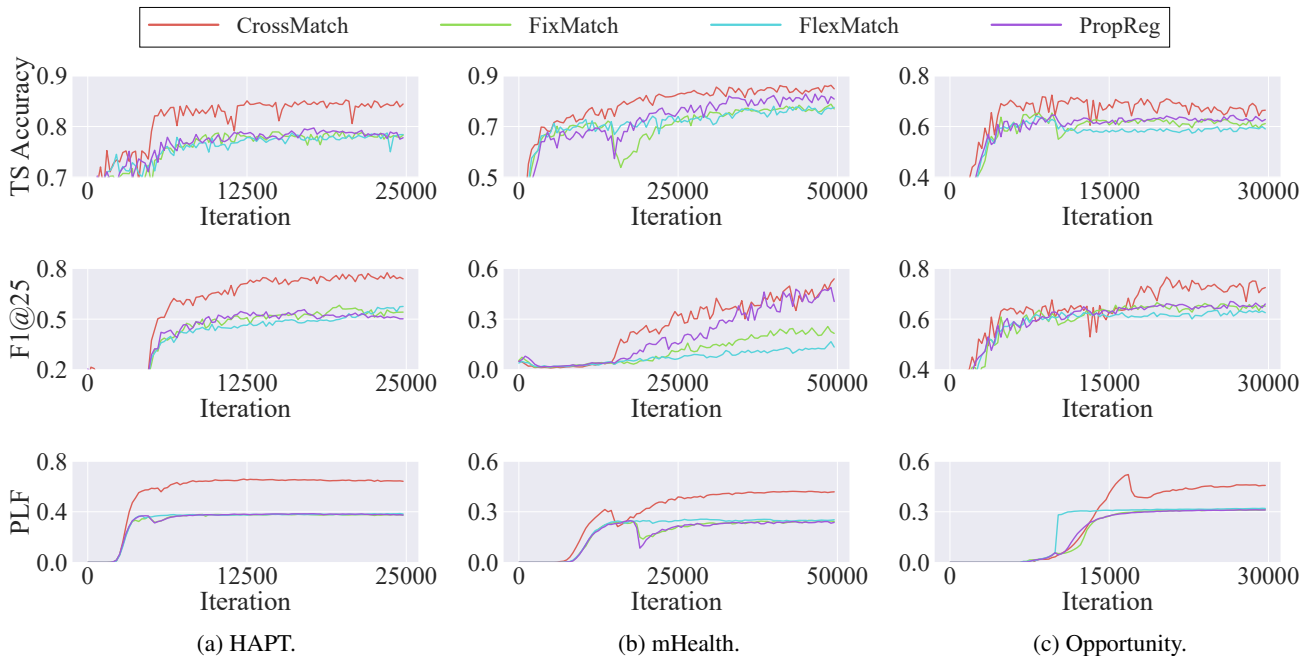 CrossMatch FixMatch FlexMatch PropReg
TS Accuracy
0.9
0.8
0.7
0 12500 25000
Iteration
0.9
0.7
0.5
0 25000 50000
Iteration
0.8
0.6
0.4
0 15000 30000
Iteration
F1@25
0.8
0.5
0.2
0 12500 25000
Iteration
0.6
0.3
0.0
0 25000 50000
Iteration
0.8
0.6
0.4
0 15000 30000
Iteration
PLF
0.8
0.4
0.0
0 12500 25000
Iteration
0.6
0.3
0.0
0 25000 50000
Iteration
0.6
0.3
0.0
0 15000 30000
Iteration
(a) HAPT.
(b) mHealth.
(c) Opportunity.